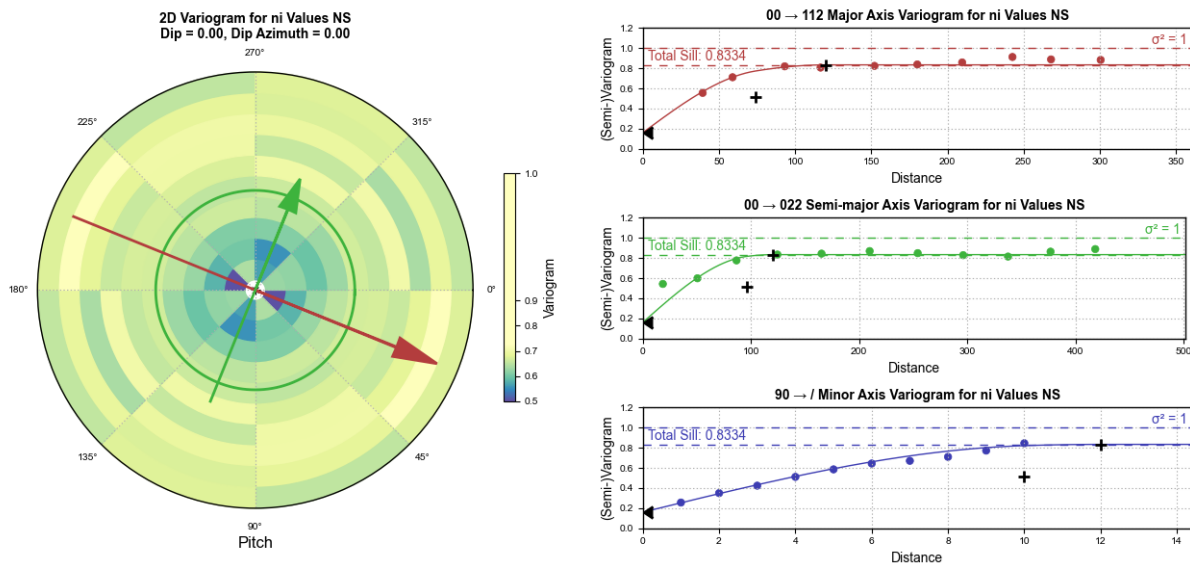 2D Variogram for ni Values NS
Dip = 0.00, Dip Azimuth = 0.00
270°
225°
315°
180°
0°
135°
45°
90°
Pitch
1.0
0.9
0.8
0.7
0.6
0.5
Variogram
00 → 112 Major Axis Variogram for ni Values NS
1.2
1.0
0.8
0.6
0.4
0.2
0.0
(Semi-)Variogram
σ² = 1
Total Sill: 0.8334
0 50 100 150 200 250 300 350
Distance
00 → 022 Semi-major Axis Variogram for ni Values NS
1.2
1.0
0.8
0.6
0.4
0.2
0.0
(Semi-)Variogram
σ² = 1
Total Sill: 0.8334
0 100 200 300 400 500
Distance
90 → / Minor Axis Variogram for ni Values NS
1.2
1.0
0.8
0.6
0.4
0.2
0.0
(Semi-)Variogram
σ² = 1
Total Sill: 0.8334
0 2 4 6 8 10 12 14
Distance